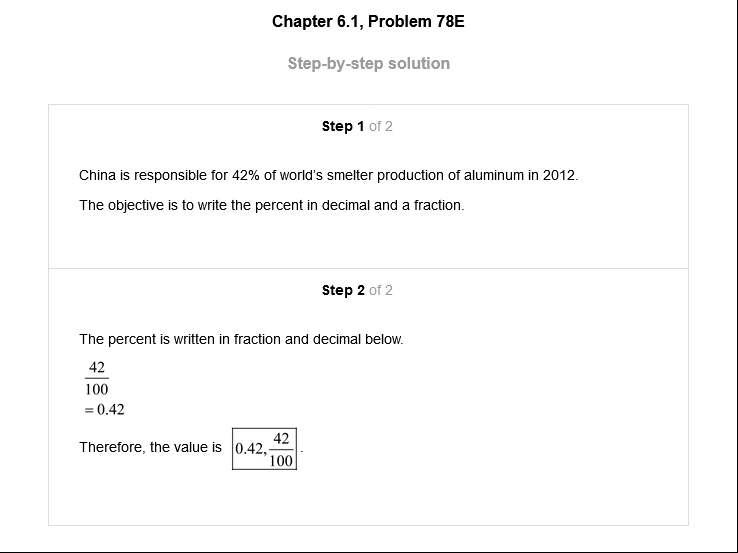 Chapter 6.1, Problem 78E
Step-by-step solution
Step 1 of 2
China is responsible for 42% of world's smelter production of aluminum in 2012.
The objective is to write the percent in decimal and a fraction.
Step 2 of 2
The percent is written in fraction and decimal below.
42
100
= 0.42
Therefore, the value is 0.42, 42/100 .